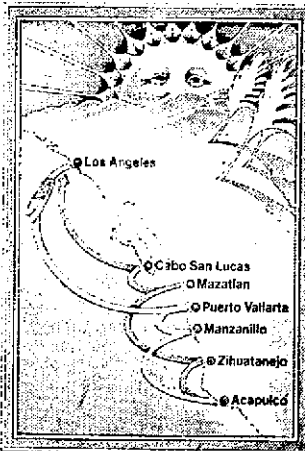 Los Angeles
Cabo San Lucas
Mazatlan
Puerto Vallarta
Manzanillo
Zihuatanejo
Acapulco